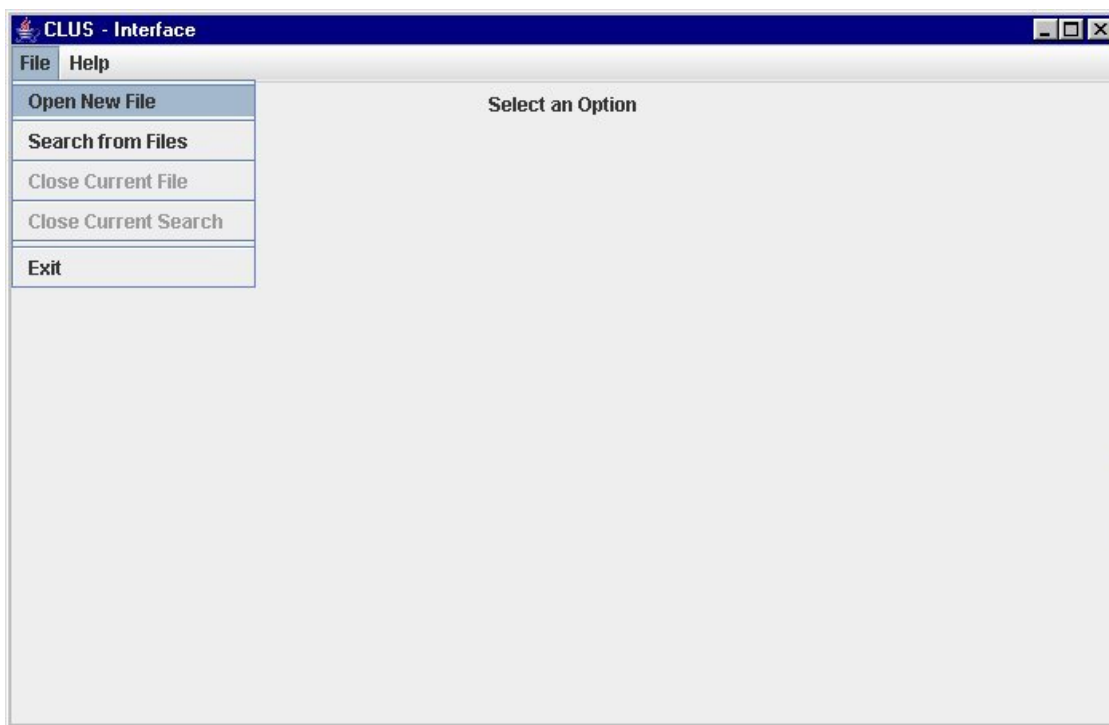 CLUS - Interface
File Help
Open New File
Select an Option
Search from Files
Close Current File
Close Current Search
Exit